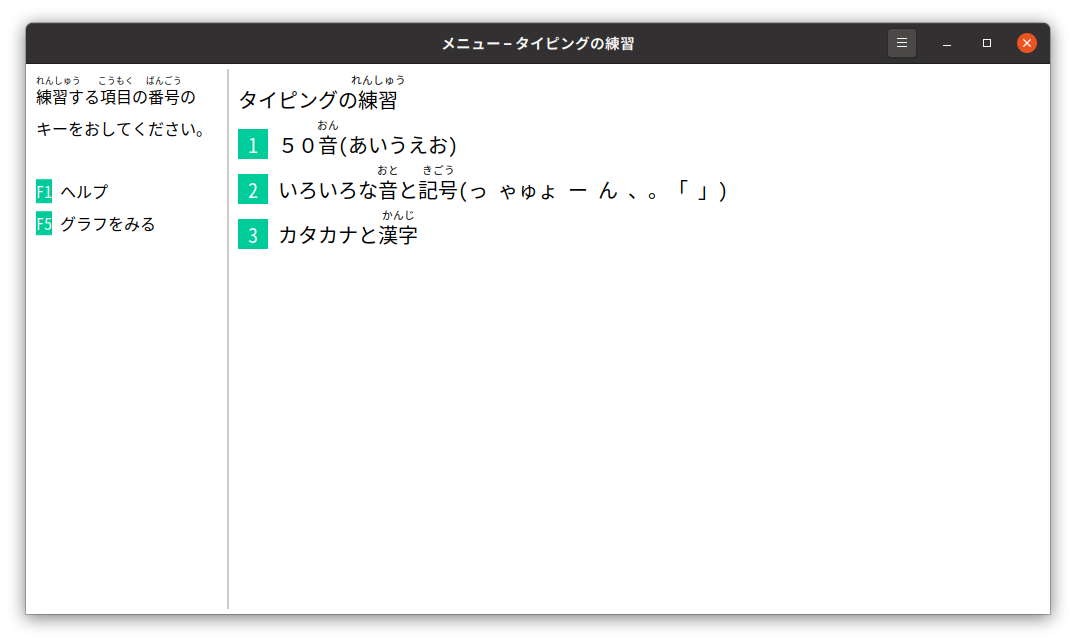 メニュー – タイピングの練習
れんしゅう こうもく ばんごう
練習する項目の番号の
キーをおしてください。
F1 ヘルプ
F5 グラフをみる
れんしゅう
タイピングの練習
おん
1 ５０音(あいうえお)
おと きごう
2 いろいろな音と記号(っ ゃゅょ ー ん 、。「 」)
かんじ
3 カタカナと漢字